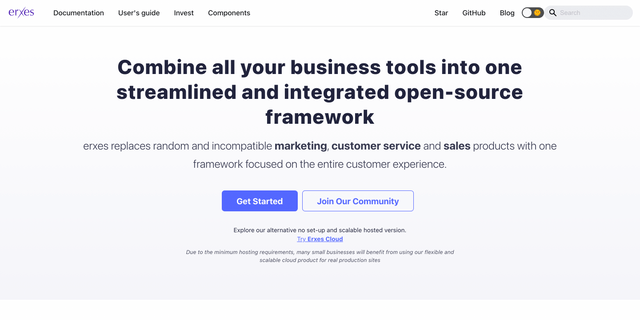 erxes Documentation User's guide Invest Components Star GitHub Blog Search
Combine all your business tools into one
streamlined and integrated open-source
framework
erxes replaces random and incompatible marketing, customer service and sales products with one
framework focused on the entire customer experience.
Get Started Join Our Community
Explore our alternative no set-up and scalable hosted version.
Try Erxes Cloud
Due to the minimum hosting requirements, many small businesses will benefit from using our flexible and
scalable cloud product for real production sites